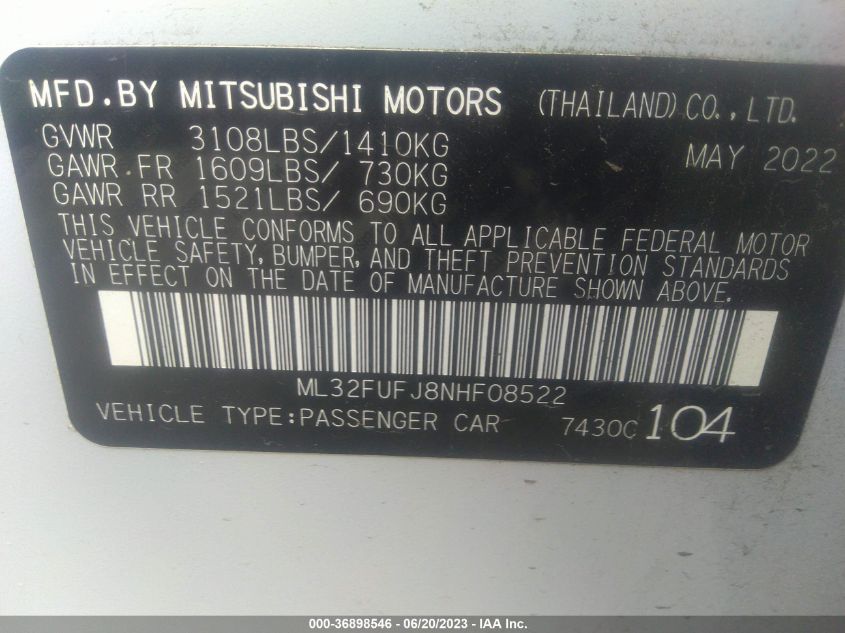 MFD.BY MITSUBISHI MOTORS (THAILAND) CO., LTD.
GVWR 3108LBS/1410KG MAY 2022
GAWR FR 1609LBS/ 730KG
GAWR RR 1521LBS/ 690KG
THIS VEHICLE CONFORMS TO ALL APPLICABLE FEDERAL MOTOR
VEHICLE SAFETY, BUMPER, AND THEFT PREVENTION STANDARDS
IN EFFECT ON THE DATE OF MANUFACTURE SHOWN ABOVE.
ML32FUFJ8NHF08522
VEHICLE TYPE:PASSENGER CAR 7430C 104
000-36898546 - 06/20/2023 - IAA Inc.